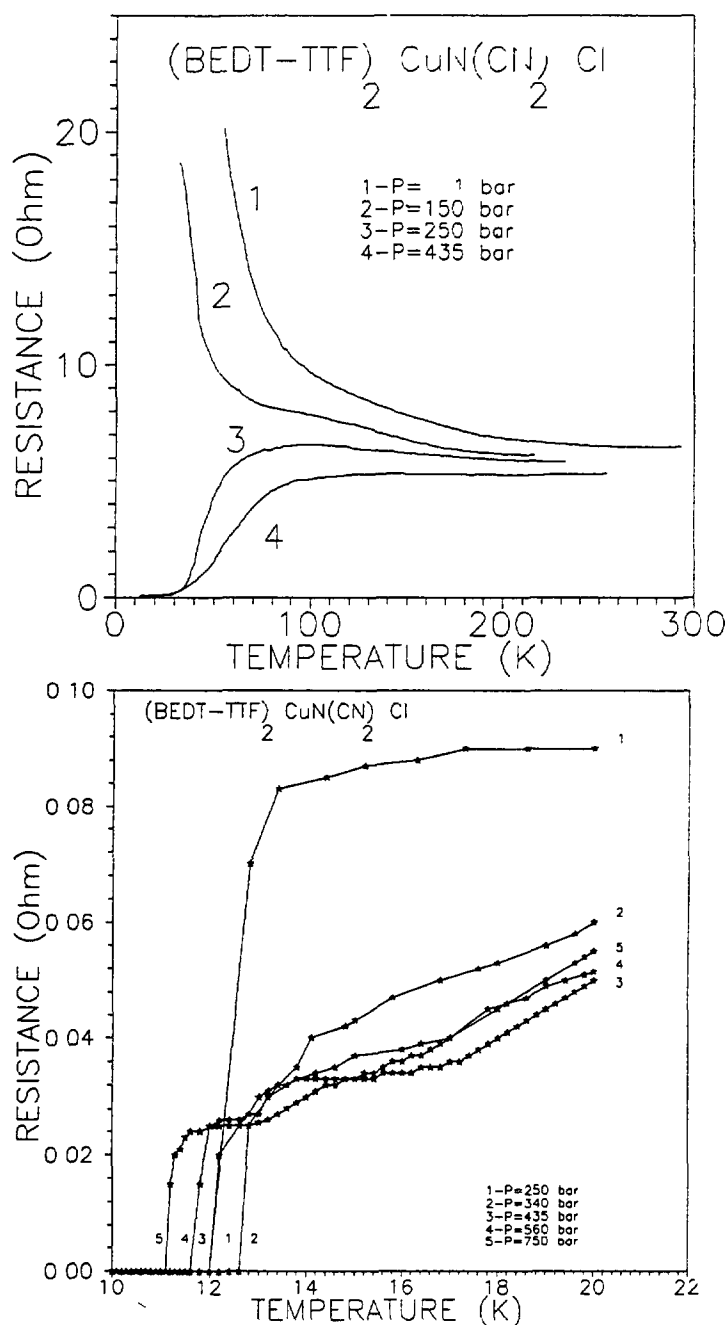 (BEDT-TTF)2 CuN(CN)2 Cl
20
1
1-P= 1 bar
2-P=150 bar
3-P=250 bar
4-P=435 bar
2
10
3
4
0
RESISTANCE (Ohm)
0 100 200 300
TEMPERATURE (K)
0 10
(BEDT-TTF)2 CuN(CN)2 Cl
1
0 08
0 06
2
5
4
3
0 04
RESISTANCE (Ohm)
0 02
1-P=250 bar
2-P=340 bar
3-P=435 bar
4-P=560 bar
5-P=750 bar
5 4 3 1 2
0 00
10 12 14 16 18 20 22
TEMPERATURE (K)